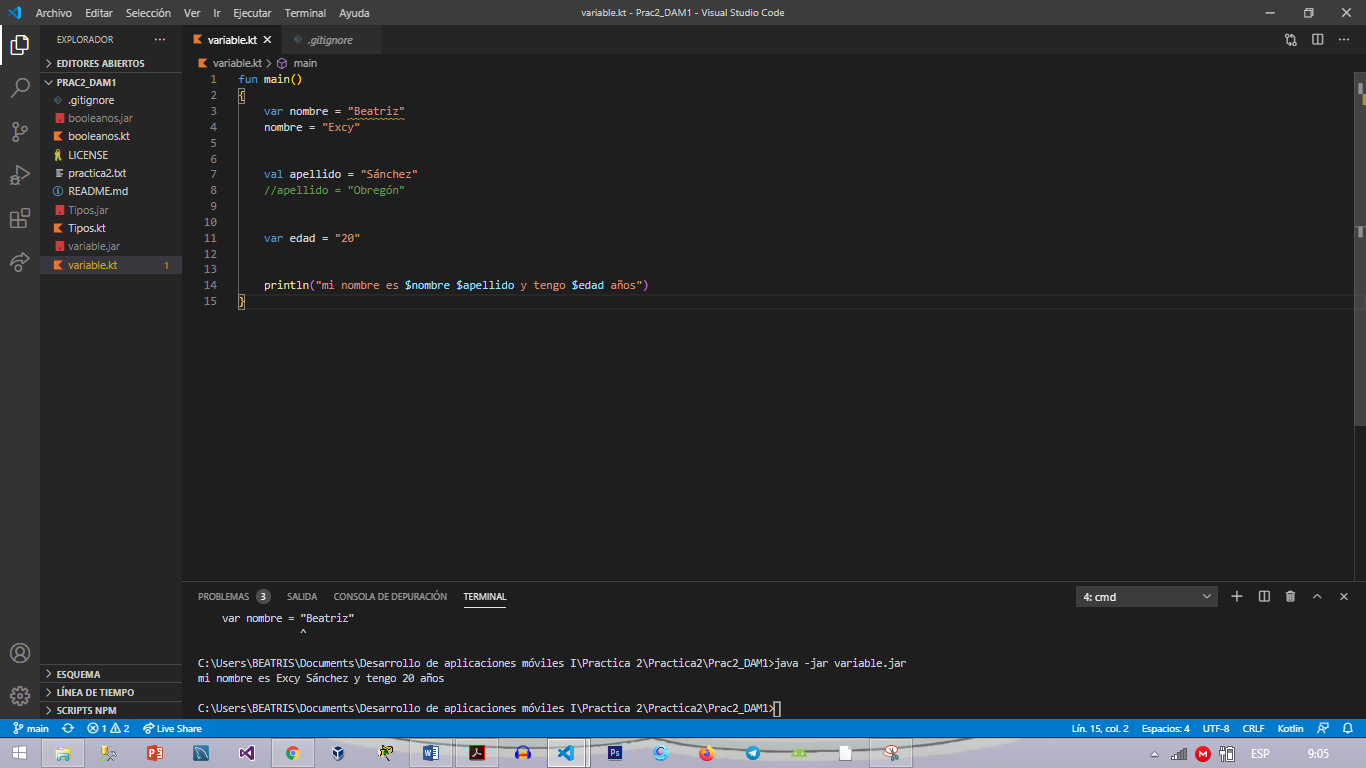 Archivo Editar Selección Ver Ir Ejecutar Terminal Ayuda
variable.kt - Prac2_DAM1 - Visual Studio Code
EXPLORADOR
EDITORES ABIERTOS
PRAC2_DAM1
.gitignore
booleanos.jar
booleanos.kt
LICENSE
practica2.txt
README.md
Tipos.jar
Tipos.kt
variable.jar
variable.kt 1
ESQUEMA
LÍNEA DE TIEMPO
SCRIPTS NPM
variable.kt .gitignore
variable.kt > main
1 fun main()
2 {
3 var nombre = "Beatriz"
4 nombre = "Excy"
5
6
7 val apellido = "Sánchez"
8 //apellido = "Obregón"
9
10
11 var edad = "20"
12
13
14 println("mi nombre es $nombre $apellido y tengo $edad años")
15 }
PROBLEMAS 3 SALIDA CONSOLA DE DEPURACIÓN TERMINAL
4: cmd
var nombre = "Beatriz"
^
C:\Users\BEATRIS\Documents\Desarrollo de aplicaciones móviles I\Practica 2\Practica2\Prac2_DAM1>java -jar variable.jar
mi nombre es Excy Sánchez y tengo 20 años
C:\Users\BEATRIS\Documents\Desarrollo de aplicaciones móviles I\Practica 2\Practica2\Prac2_DAM1>
main 1 2 Live Share
Lín. 15, col. 2 Espacios: 4 UTF-8 CRLF Kotlin
ESP 9:05